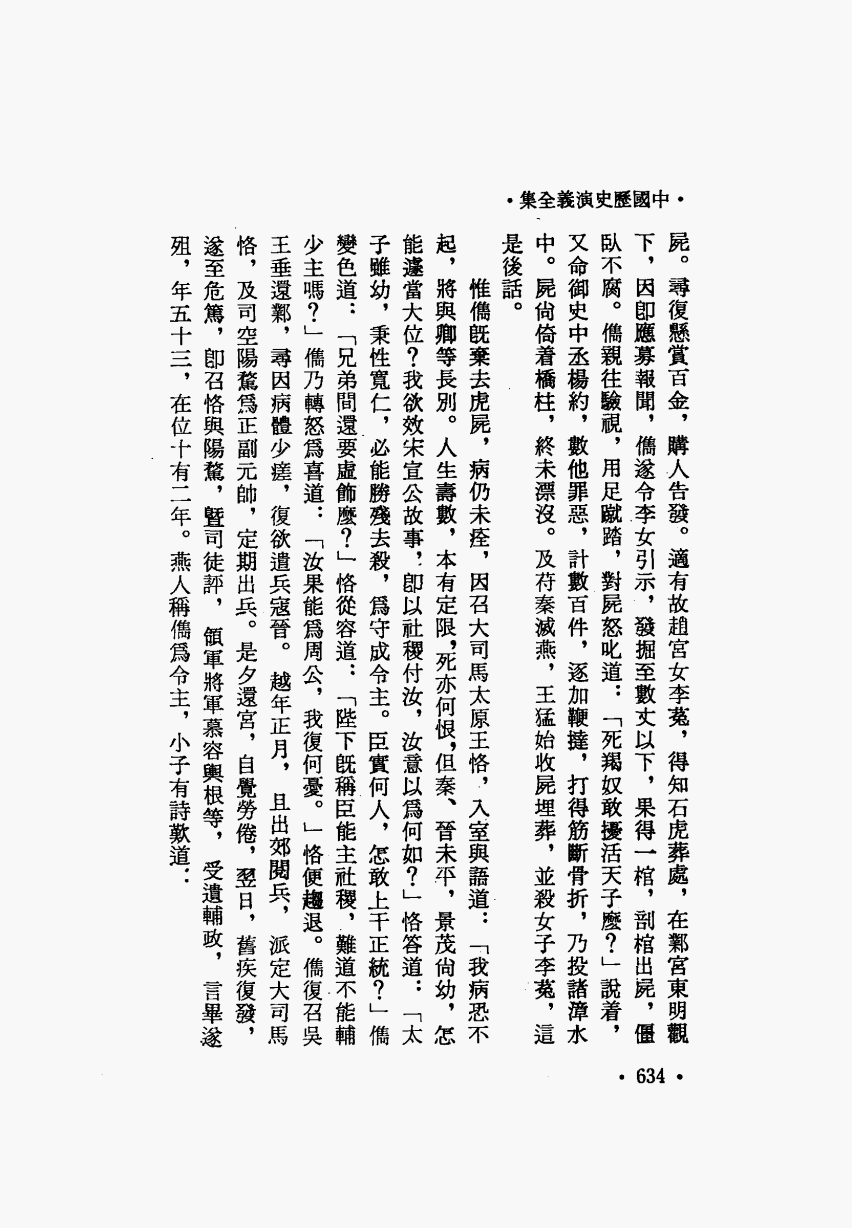 •中國歷史演義全集•
屍。尋復懸賞百金，購人告發。適有故趙宮女李菟，得知石虎葬處，在鄴宮東明觀
下，因卽應募報聞，儁遂令李女引示，發掘至數丈以下，果得一棺，剖棺出屍，僵
臥不腐。儁親往驗視，用足蹴踏，對屍怒叱道：「死羯奴敢擾活天子麼？」說着，
又命御史中丞楊約，數他罪惡，計數百件，逐加鞭撻，打得筋斷骨折，乃投諸漳水
中。屍尙倚着橋柱，終未漂沒。及苻秦滅燕，王猛始收屍埋葬，並殺女子李菟，這
是後話。
惟儁旣棄去虎屍，病仍未痊，因召大司馬太原王恪，入室與語道：「我病恐不
起，將與卿等長別。人生壽數，本有定限，死亦何恨，但秦、晉未平，景茂尙幼，怎
能遽當大位？我欲效宋宣公故事，卽以社稷付汝，汝意以爲何如？」恪答道：「太
子雖幼，秉性寬仁，必能勝殘去殺，爲守成令主。臣實何人，怎敢上干正統？」儁
變色道：「兄弟間還要虛飾麼？」恪從容道：「陛下旣稱臣能主社稷，難道不能輔
少主嗎？」儁乃轉怒爲喜道：「汝果能爲周公，我復何憂。」恪便趨退。儁復召吳
王垂還鄴，尋因病體少瘥，復欲遣兵寇晉。越年正月，且出郊閱兵，派定大司馬
恪，及司空陽騖爲正副元帥，定期出兵。是夕還宮，自覺勞倦，翌日，舊疾復發，
遂至危篤，卽召恪與陽騖，曁司徒評，領軍將軍慕容輿根等，受遺輔政，言畢遂
殂，年五十三，在位十有二年。燕人稱儁爲令主，小子有詩歎道：
•634•